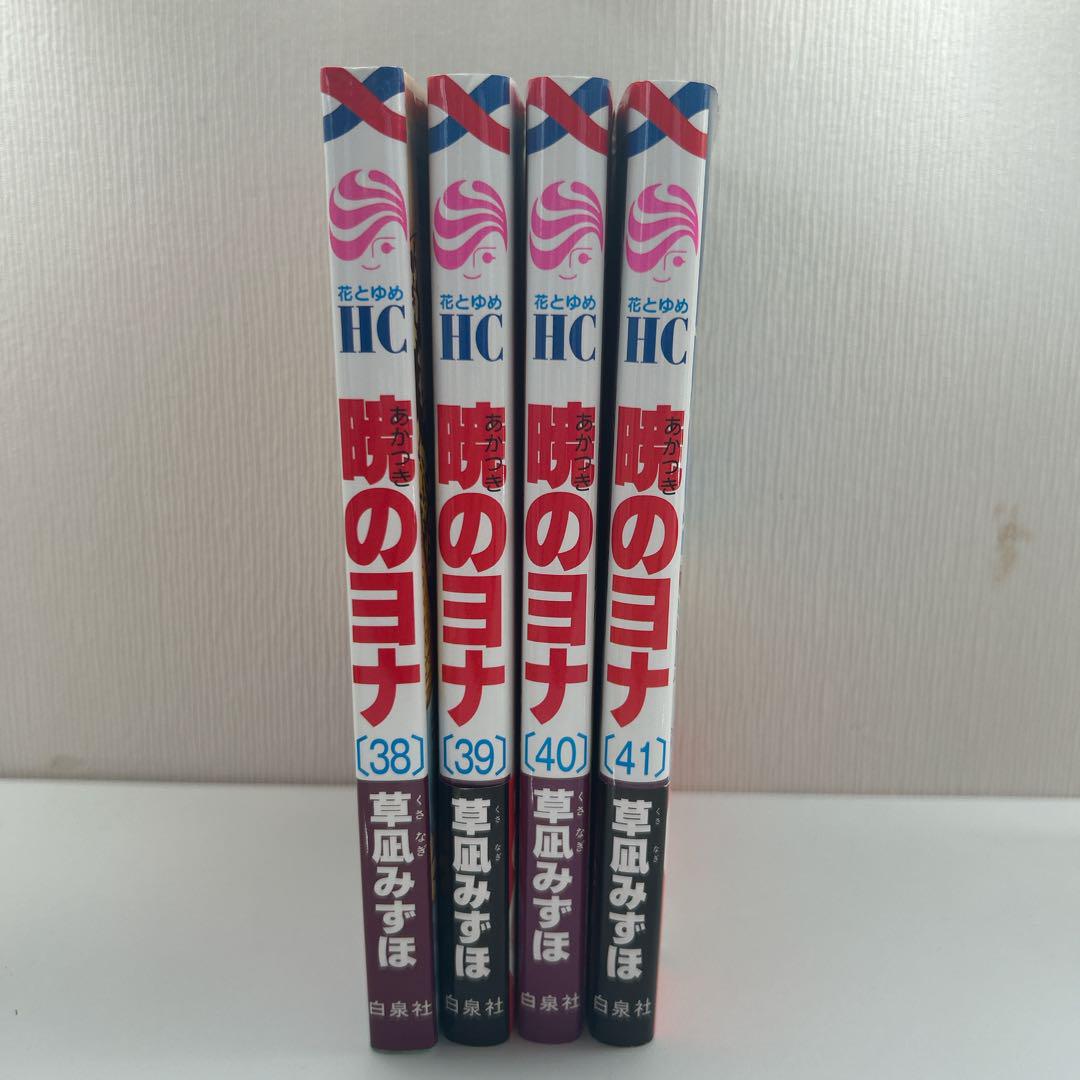 花とゆめ
HC
暁のヨナ
あかつき
〔38〕
草凪みずほ
くさ なぎ
白泉社
花とゆめ
HC
暁のヨナ
あかつき
〔39〕
草凪みずほ
くさ なぎ
白泉社
花とゆめ
HC
暁のヨナ
あかつき
〔40〕
草凪みずほ
くさ なぎ
白泉社
花とゆめ
HC
暁のヨナ
あかつき
〔41〕
草凪みずほ
くさ なぎ
白泉社